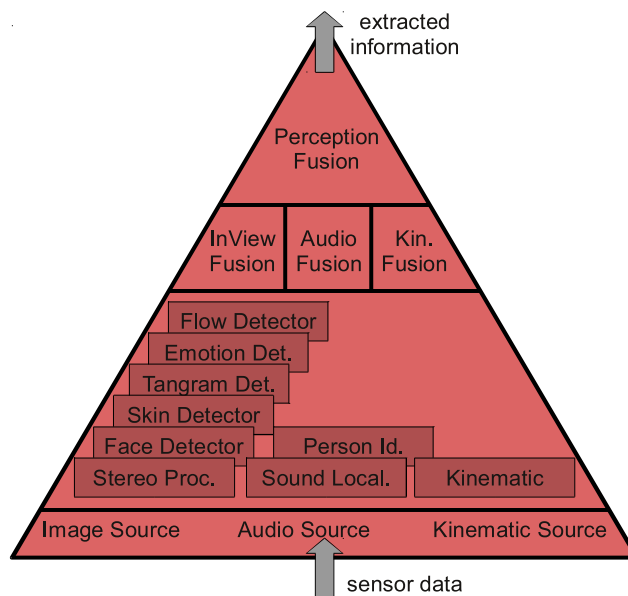 extracted
information
Perception
Fusion
InView
Fusion
Audio
Fusion
Kin.
Fusion
Flow Detector
Emotion Det.
Tangram Det.
Skin Detector
Face Detector
Person Id.
Stereo Proc.
Sound Local.
Kinematic
Image Source
Audio Source
Kinematic Source
sensor data